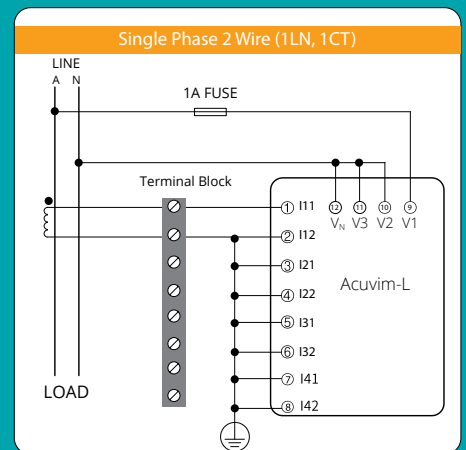 Single Phase 2 Wire (1LN, 1CT)
LINE
A N
1A FUSE
Terminal Block
1 I11
12 11 10 9
VN V3 V2 V1
2 I12
3 I21
Acuvim-L
4 I22
5 I31
6 I32
7 I41
8 I42
LOAD